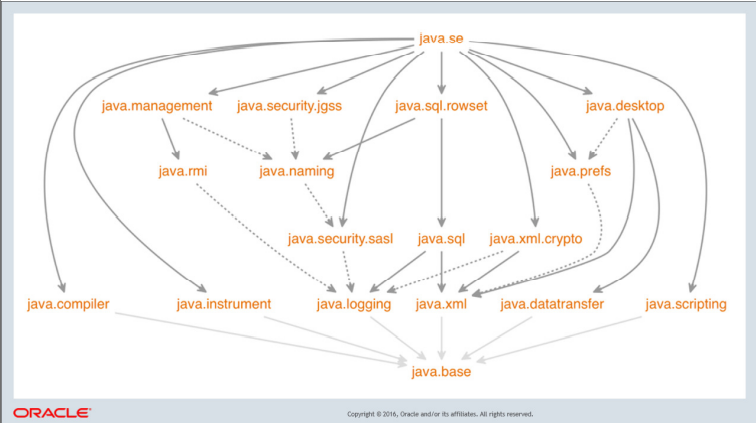 java.se
java.management java.security.jgss java.sql.rowset java.desktop
java.rmi java.naming java.prefs
java.security.sasl java.sql java.xml.crypto
java.compiler java.instrument java.logging java.xml java.datatransfer java.scripting
java.base
ORACLE®
Copyright © 2016, Oracle and/or its affiliates. All rights reserved.